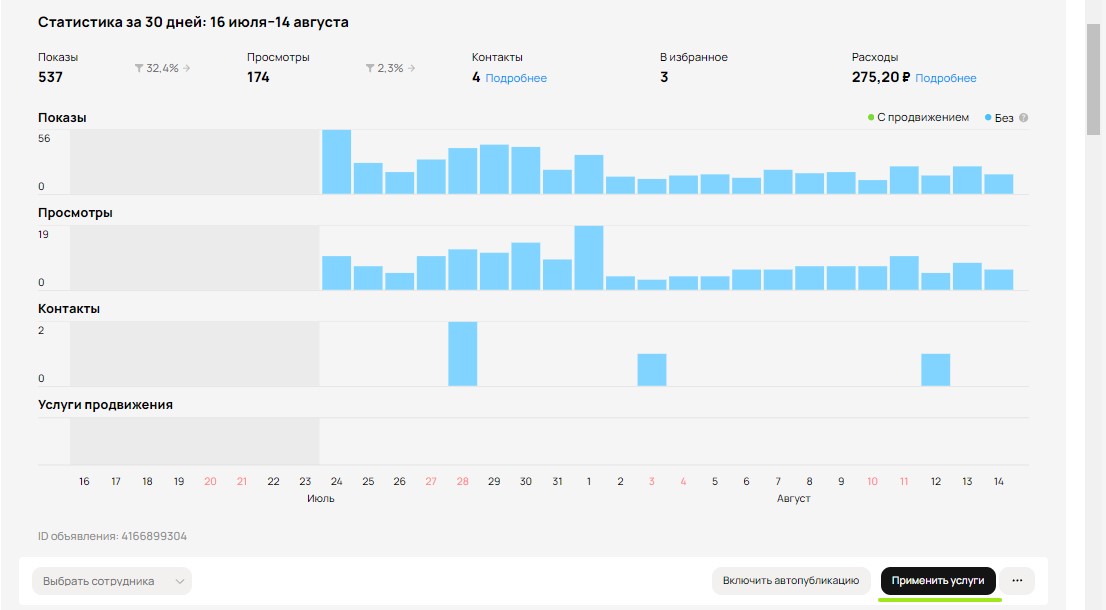 Статистика за 30 дней: 16 июля–14 августа
Показы
537
32,4% →
Просмотры
174
2,3% →
Контакты
4 Подробнее
В избранное
3
Расходы
275,20 ₽ Подробнее
Показы
С продвижением Без ?
56
0
Просмотры
19
0
Контакты
2
0
Услуги продвижения
16 17 18 19 20 21 22 23 24 25 26 27 28 29 30 31 1 2 3 4 5 6 7 8 9 10 11 12 13 14
Июль Август
ID объявления: 4166899304
Выбрать сотрудника Включить автопубликацию Применить услуги ···